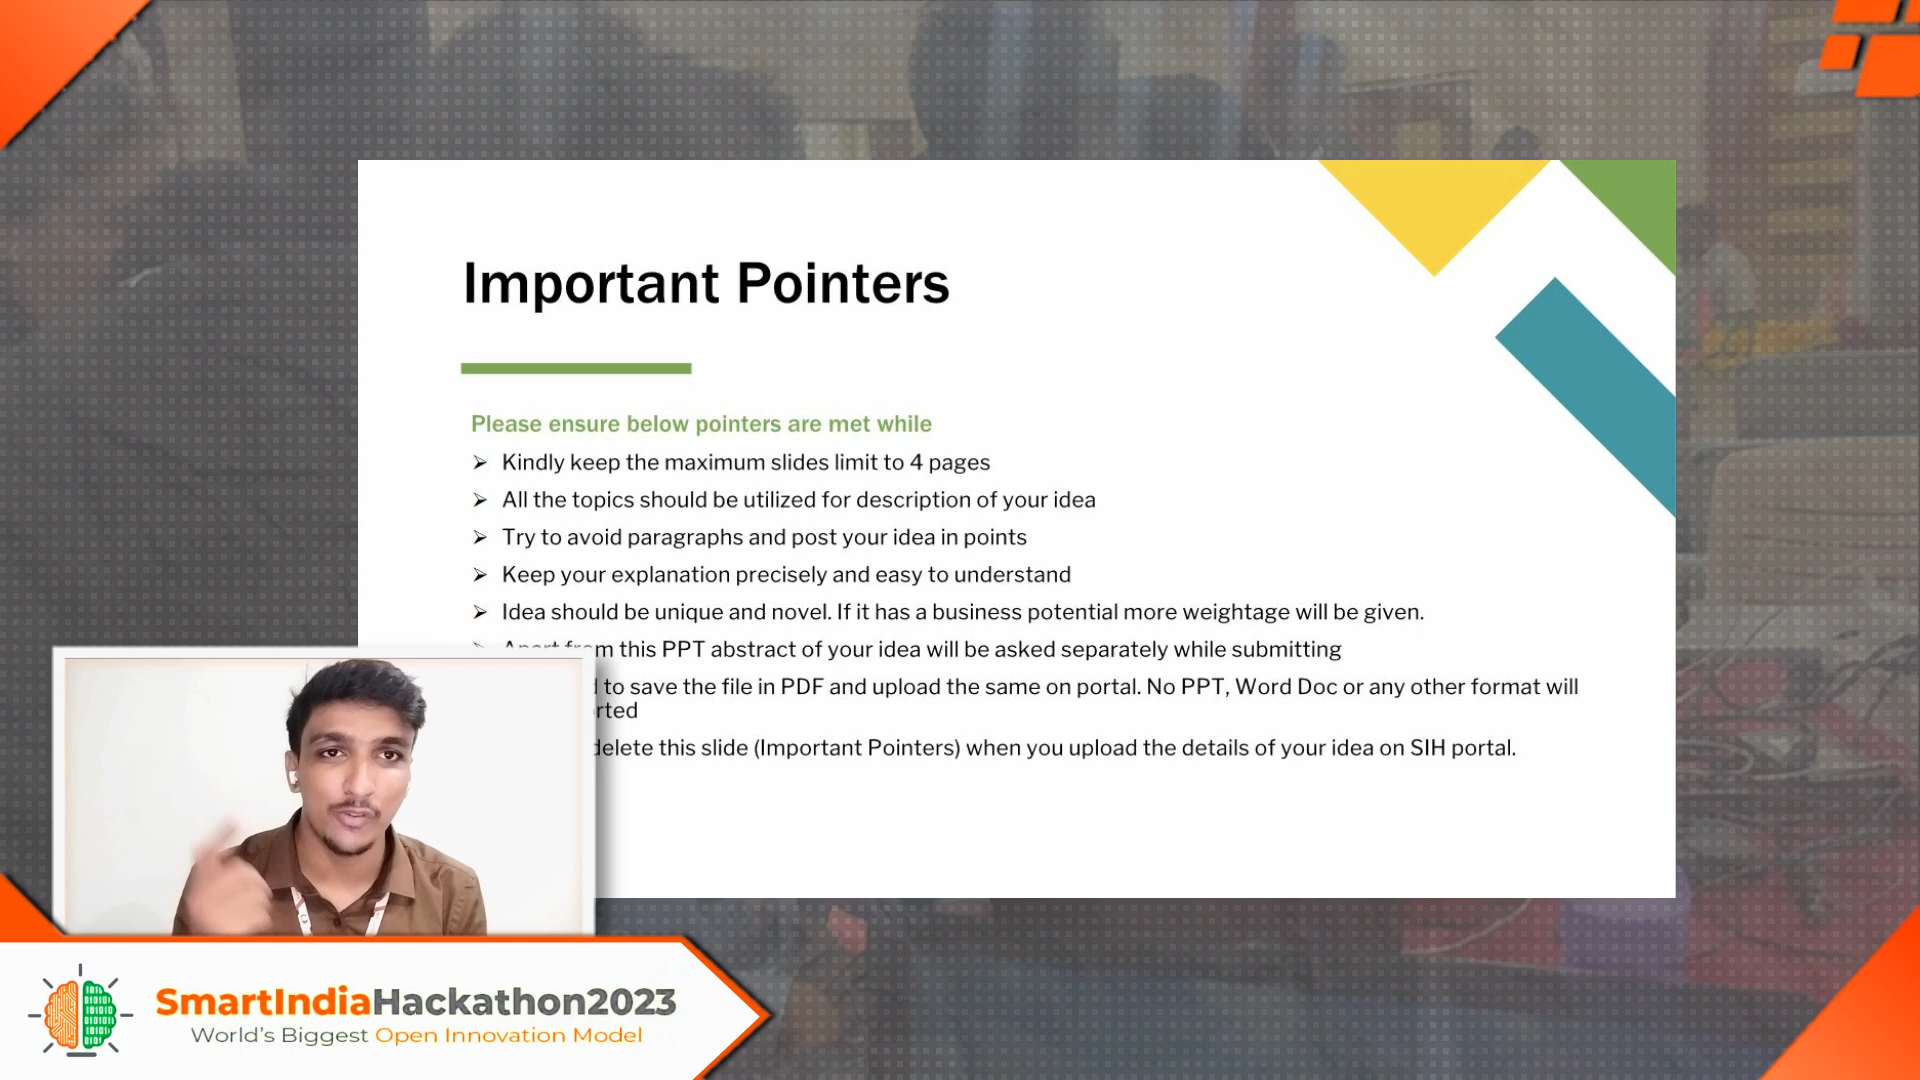 Important Pointers
Please ensure below pointers are met while
Kindly keep the maximum slides limit to 4 pages
All the topics should be utilized for description of your idea
Try to avoid paragraphs and post your idea in points
Keep your explanation precisely and easy to understand
Idea should be unique and novel. If it has a business potential more weightage will be given.
Apart from this PPT abstract of your idea will be asked separately while submitting
to save the file in PDF and upload the same on portal. No PPT, Word Doc or any other format will
delete this slide (Important Pointers) when you upload the details of your idea on SIH portal.
SmartIndiaHackathon2023
World's Biggest Open Innovation Model